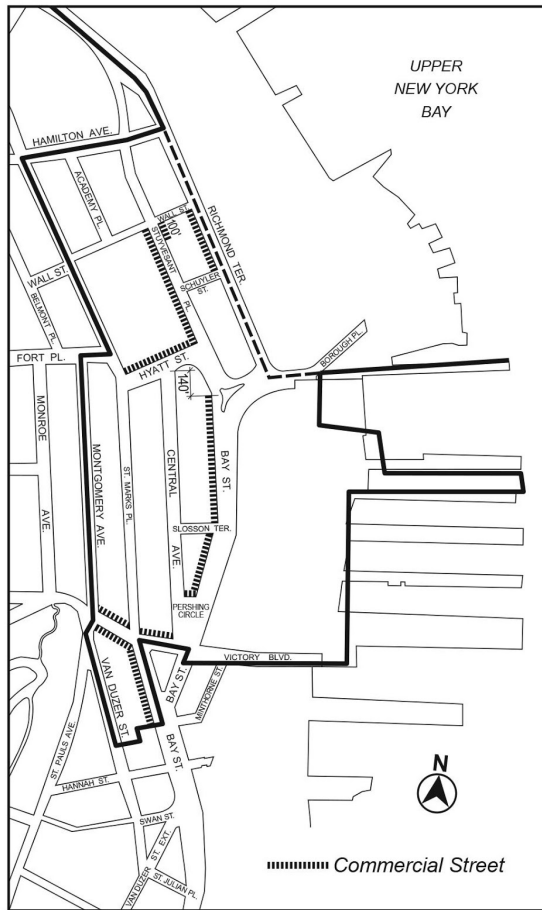 UPPER
NEW YORK
BAY
HAMILTON AVE.
ACADEMY PL.
WALL ST.
100'
RICHMOND TER.
STUYVESANT
PL.
SCHUYLER
ST.
WALL ST.
BELMONT
PL.
BOROUGH PL.
FORT PL.
HYATT ST.
140'
MONROE
AVE.
MONTGOMERY AVE.
ST. MARKS PL.
CENTRAL
AVE.
BAY ST.
SLOSSON TER.
PERSHING
CIRCLE
VICTORY BLVD.
VAN DUZER ST.
BAY ST.
MINTHORNE ST.
ST. PAULS AVE.
BAY ST.
HANNAH ST.
N
SWAN ST.
VAN DUZER
ST. EXT.
ST. JULIAN PL.
Commercial Street